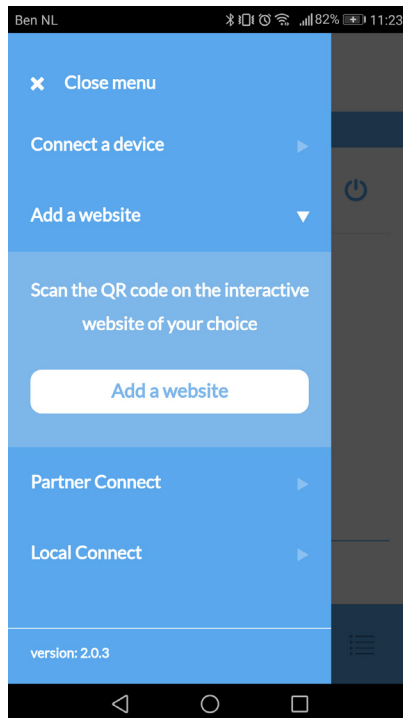 Ben NL 82% 11:23
Close menu
Connect a device
Add a website
Scan the QR code on the interactive
website of your choice
Add a website
Partner Connect
Local Connect
version: 2.0.3